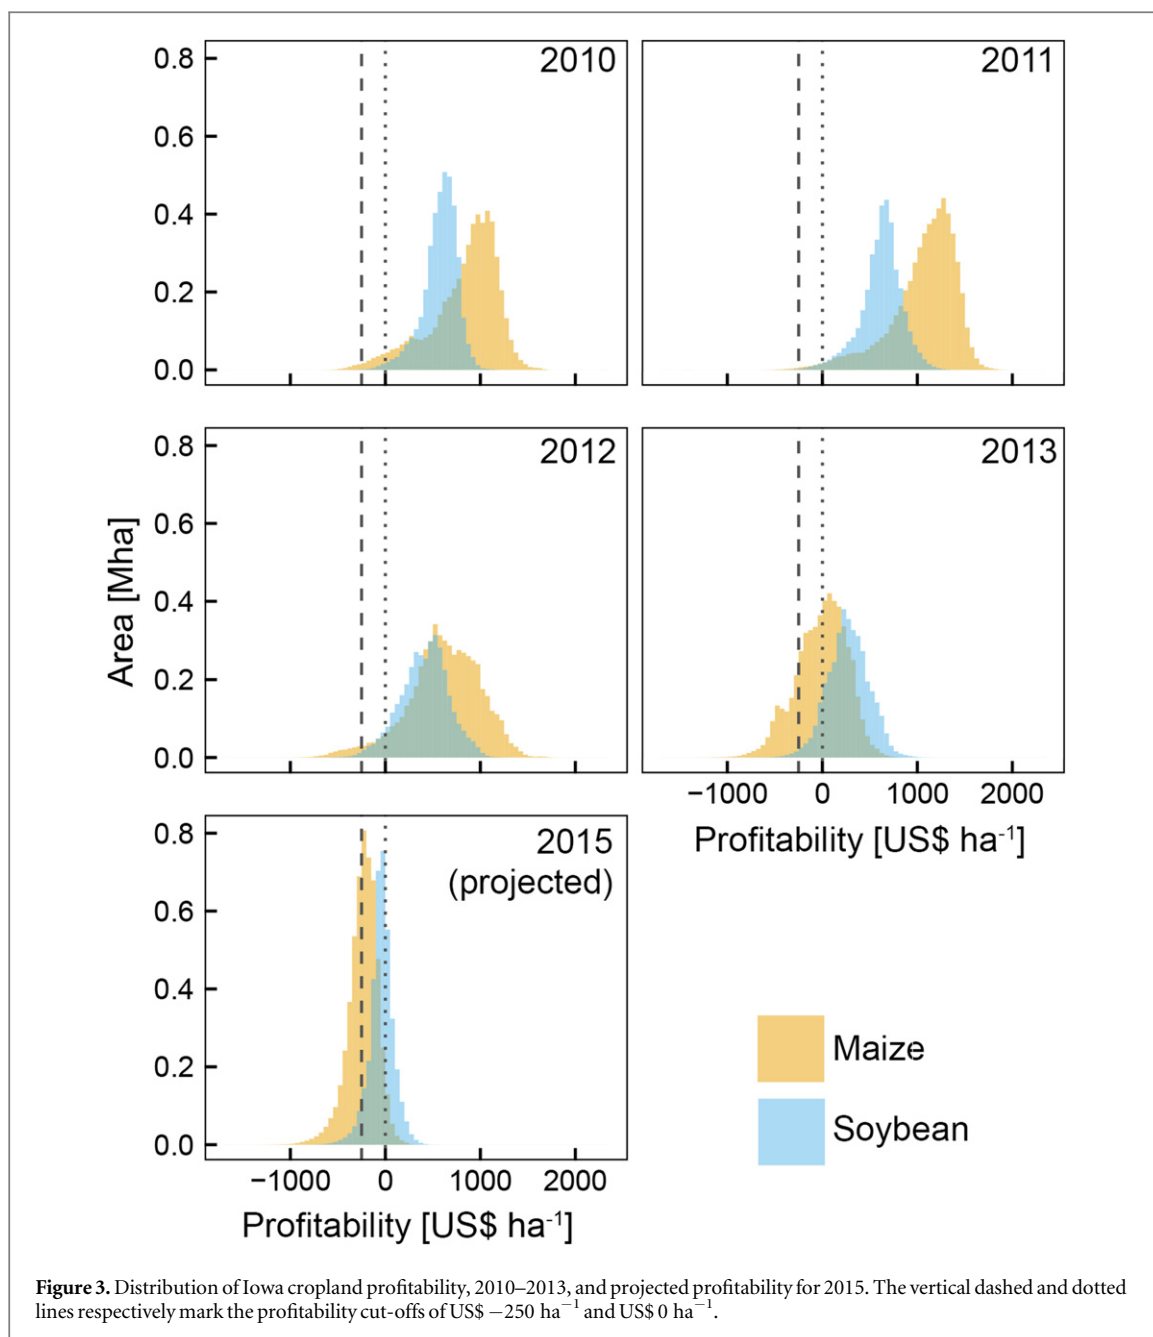 2010
2011
0.8
0.6
0.4
0.2
0.0
2012
2013
0.8
0.6
0.4
0.2
0.0
Area [Mha]
−1000 0 1000 2000
Profitability [US$ ha-1]
2015
(projected)
0.8
0.6
0.4
0.2
0.0
−1000 0 1000 2000
Profitability [US$ ha-1]
Maize
Soybean
Figure 3. Distribution of Iowa cropland profitability, 2010–2013, and projected profitability for 2015. The vertical dashed and dotted
lines respectively mark the profitability cut-offs of US$ −250 ha−1 and US$ 0 ha−1.